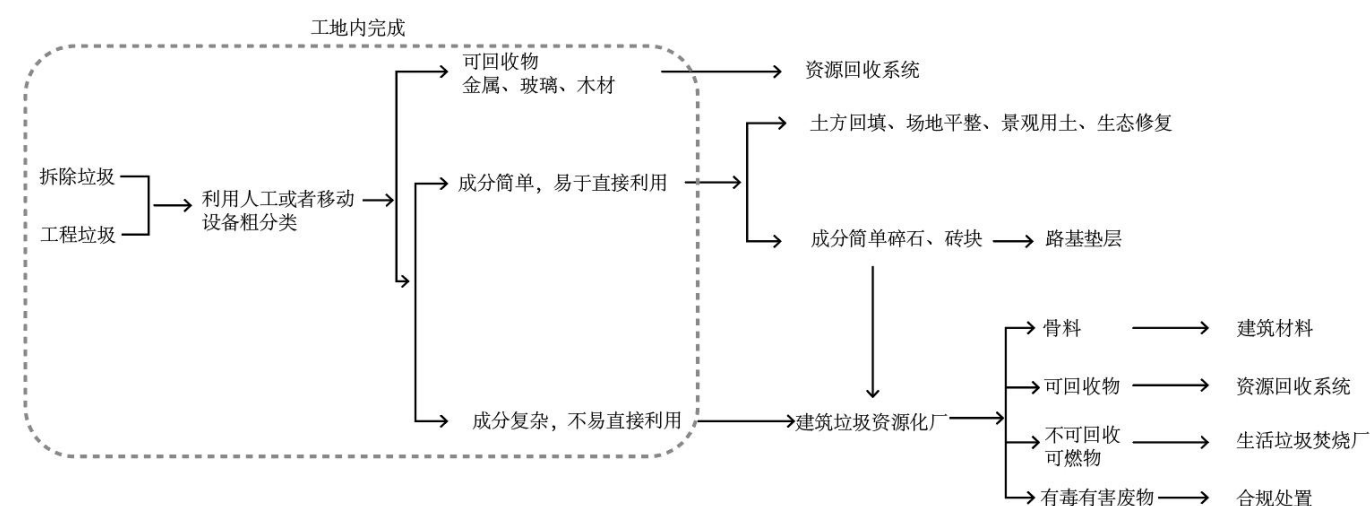 工地内完成
可回收物
金属、玻璃、木材
资源回收系统
土方回填、场地平整、景观用土、生态修复
拆除垃圾
工程垃圾
利用人工或者移动
设备粗分类
成分简单，易于直接利用
成分简单碎石、砖块
路基垫层
成分复杂，不易直接利用
建筑垃圾资源化厂
骨料
建筑材料
可回收物
资源回收系统
不可回收
可燃物
生活垃圾焚烧厂
有毒有害废物
合规处置